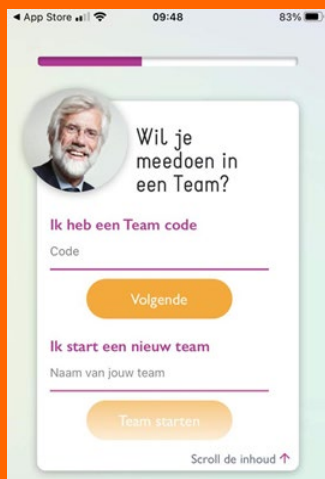 App Store
09:48
83%
Wil je
meedoen in
een Team?
Ik heb een Team code
Code
Volgende
Ik start een nieuw team
Naam van jouw team
Team starten
Scroll de inhoud ↑